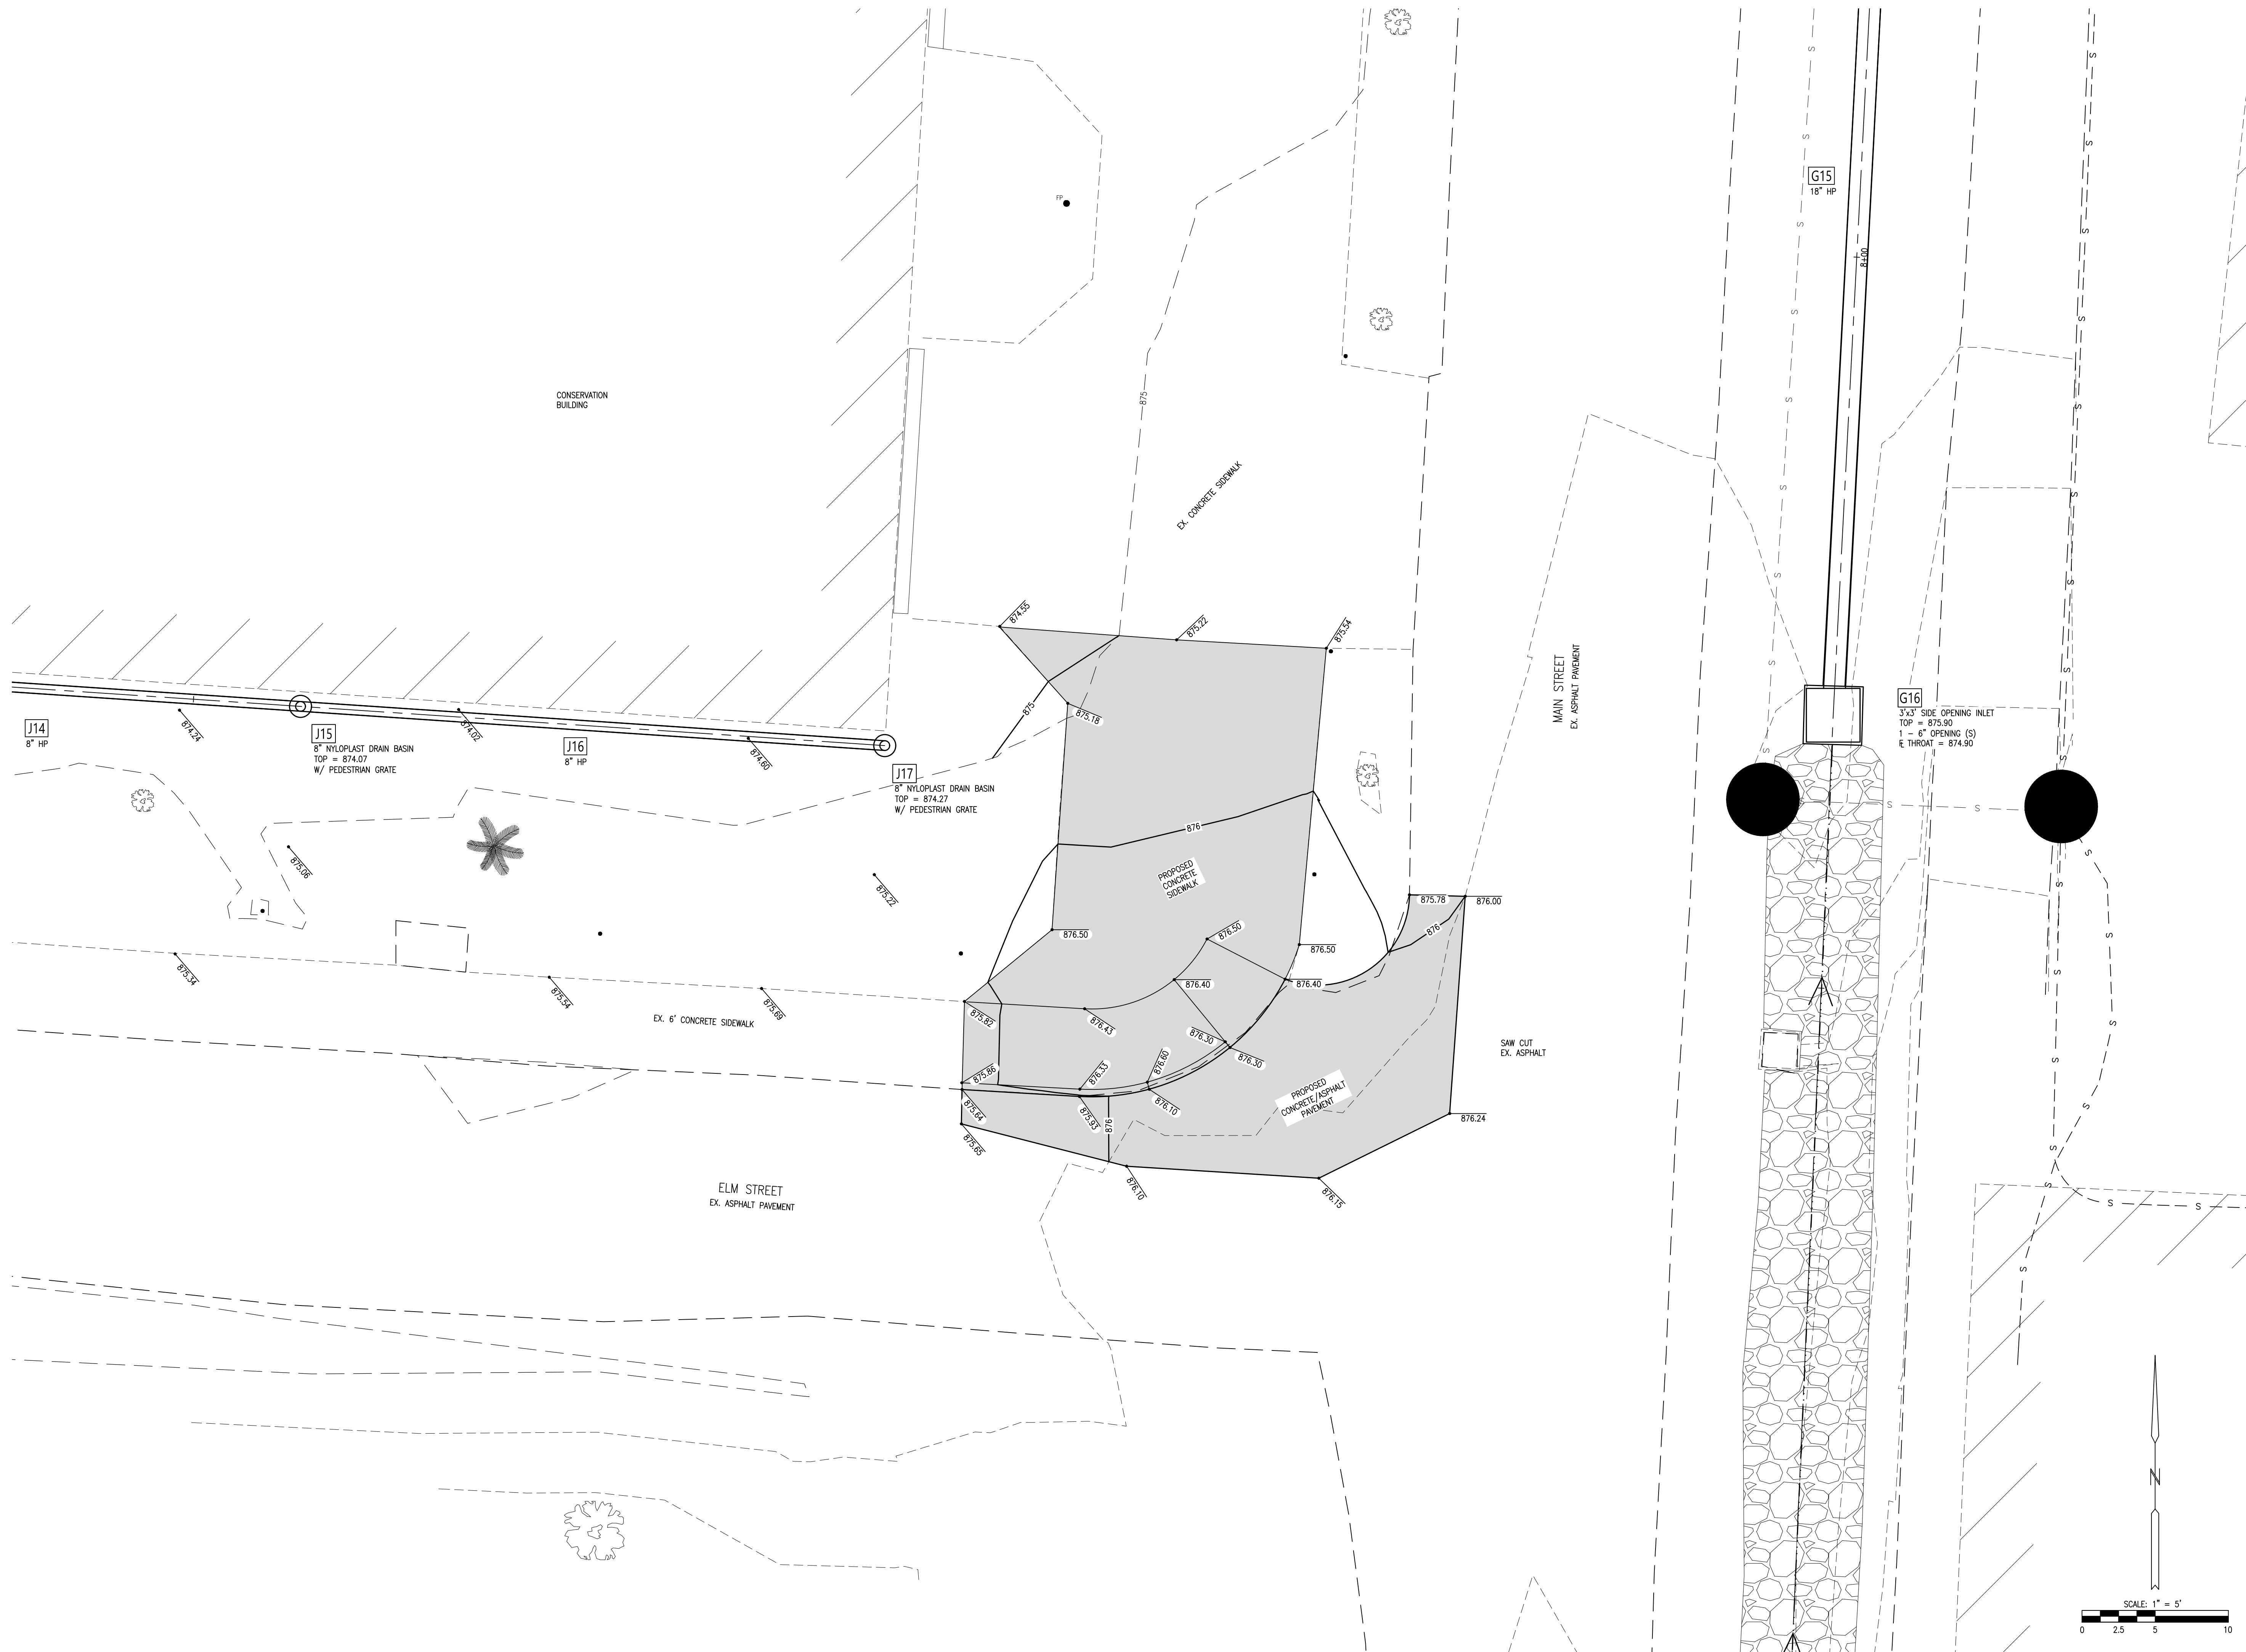 G15
18" HP
8+00
FP
S
S
S
S
S
S
S
S
S
S
S
S
S
S
CONSERVATION
BUILDING
875
EX. CONCRETE SIDEWALK
874.55
875.22
875.54
875.18
875
MAIN STREET
EX. ASPHALT PAVEMENT
G16
3'x3' SIDE OPENING INLET
TOP = 875.90
1 – 6" OPENING (S)
℄ THROAT = 874.90
J14
8" HP
874.24
J15
8" NYLOPLAST DRAIN BASIN
TOP = 874.07
W/ PEDESTRIAN GRATE
874.02
J16
8" HP
874.60
J17
8" NYLOPLAST DRAIN BASIN
TOP = 874.27
W/ PEDESTRIAN GRATE
S
S
S
876
PROPOSED
CONCRETE
SIDEWALK
875.06
875.22
875.78
876.00
876
876.50
876.50
876.50
876.40
876.40
875.34
875.54
875.69
875.82
876.43
EX. 6' CONCRETE SIDEWALK
876.30
876.30
SAW CUT
EX. ASPHALT
875.86
876.33
876.60
875.64
875.93
876
876.10
PROPOSED
CONCRETE/ASPHALT
PAVEMENT
876.24
875.65
876.10
876.15
ELM STREET
EX. ASPHALT PAVEMENT
S
S
S
S
S
S
S
S
S
S
S
N
SCALE: 1" = 5'
0 2.5 5 10